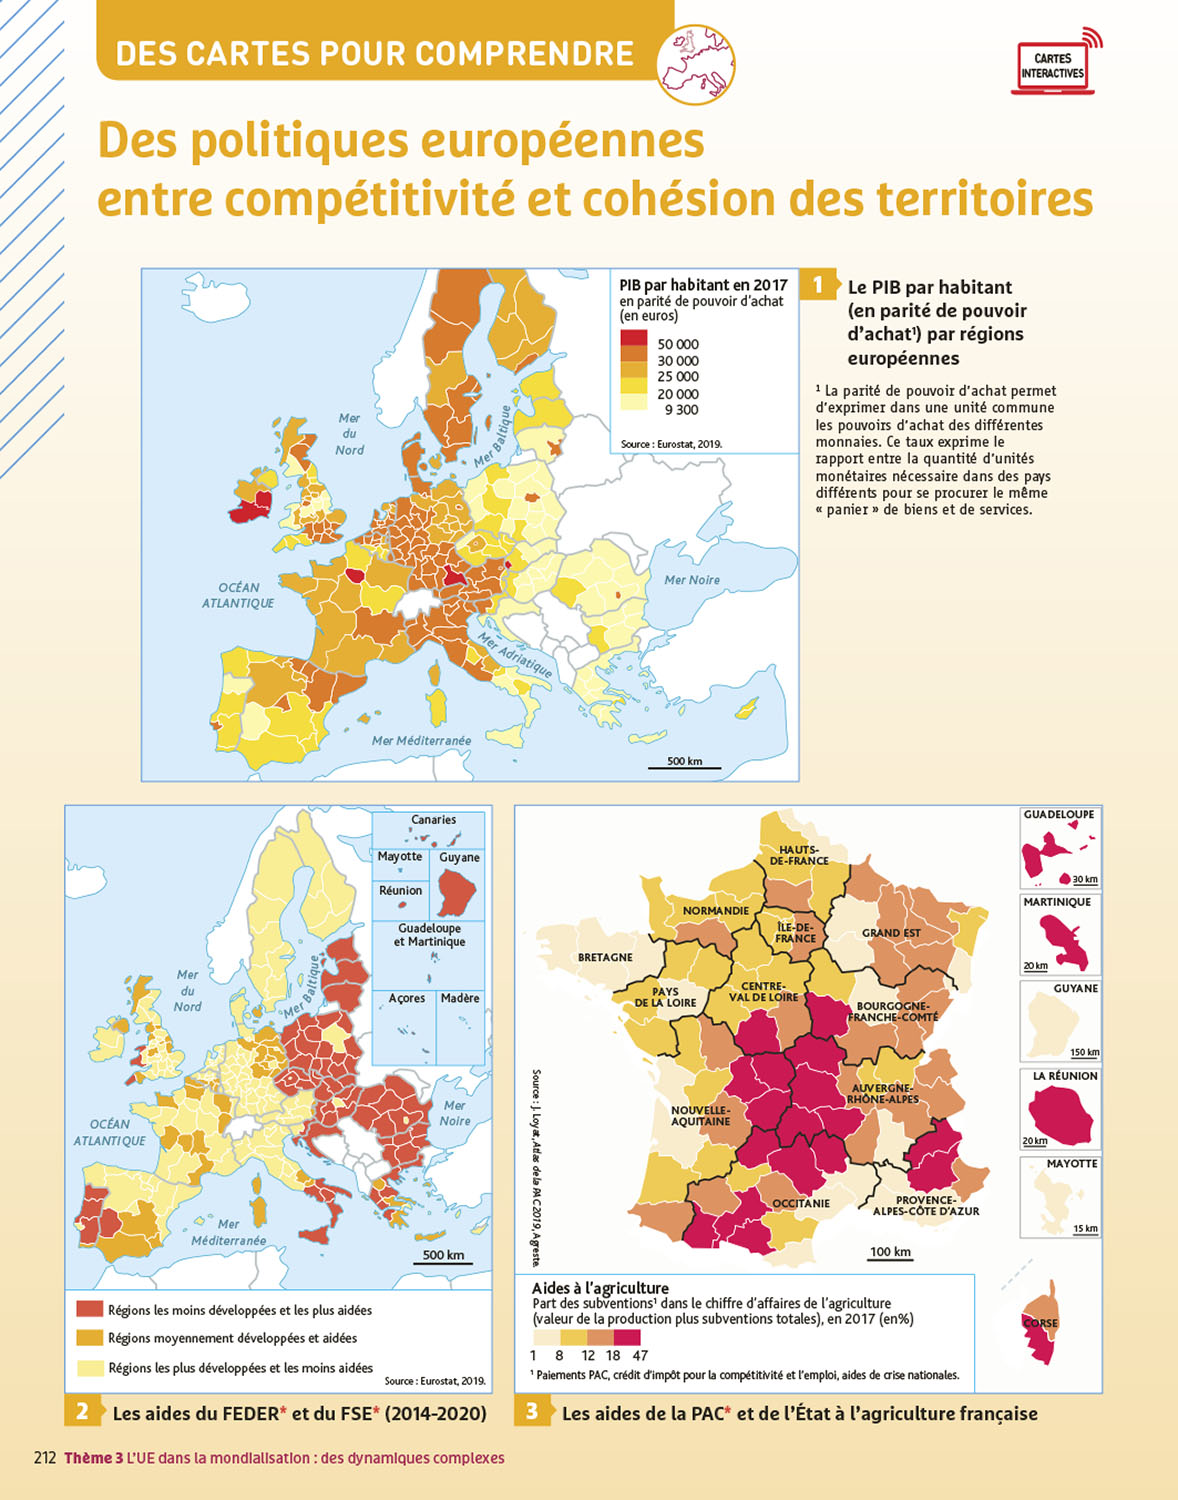 DES CARTES POUR COMPRENDRE
CARTES
INTERACTIVES
Des politiques européennes
entre compétitivité et cohésion des territoires
PIB par habitant en 2017
en parité de pouvoir d'achat
(en euros)
50 000
30 000
25 000
20 000
9 300
Source : Eurostat, 2019.
Mer
du
Nord
Mer Baltique
OCÉAN
ATLANTIQUE
Mer Noire
Mer Adriatique
Mer Méditerranée
500 km
1 Le PIB par habitant
(en parité de pouvoir
d'achat¹) par régions
européennes
¹ La parité de pouvoir d'achat permet
d'exprimer dans une unité commune
les pouvoirs d'achat des différentes
monnaies. Ce taux exprime le
rapport entre la quantité d'unités
monétaires nécessaire dans des pays
différents pour se procurer le même
« panier » de biens et de services.
Canaries
Mayotte
Guyane
Réunion
Guadeloupe
et Martinique
Açores
Madère
Mer
du
Nord
Mer Baltique
OCÉAN
ATLANTIQUE
Mer
Noire
Mer
Méditerranée
500 km
Régions les moins développées et les plus aidées
Régions moyennement développées et aidées
Régions les plus développées et les moins aidées
Source : Eurostat, 2019.
2 Les aides du FEDER* et du FSE* (2014-2020)
HAUTS-
DE-FRANCE
NORMANDIE
ÎLE-DE-
FRANCE
GRAND EST
BRETAGNE
PAYS
DE LA LOIRE
CENTRE-
VAL DE LOIRE
BOURGOGNE-
FRANCHE-COMTÉ
NOUVELLE-
AQUITAINE
AUVERGNE-
RHÔNE-ALPES
OCCITANIE
PROVENCE-
ALPES-CÔTE D'AZUR
100 km
CORSE
GUADELOUPE
30 km
MARTINIQUE
20 km
GUYANE
150 km
LA RÉUNION
20 km
MAYOTTE
15 km
Source : J. Loyat, Atlas de la PAC 2019, Agreste.
Aides à l'agriculture
Part des subventions¹ dans le chiffre d'affaires de l'agriculture
(valeur de la production plus subventions totales), en 2017 (en%)
1 8 12 18 47
¹ Paiements PAC, crédit d'impôt pour la compétitivité et l'emploi, aides de crise nationales.
3 Les aides de la PAC* et de l'État à l'agriculture française
212 Thème 3 L'UE dans la mondialisation : des dynamiques complexes